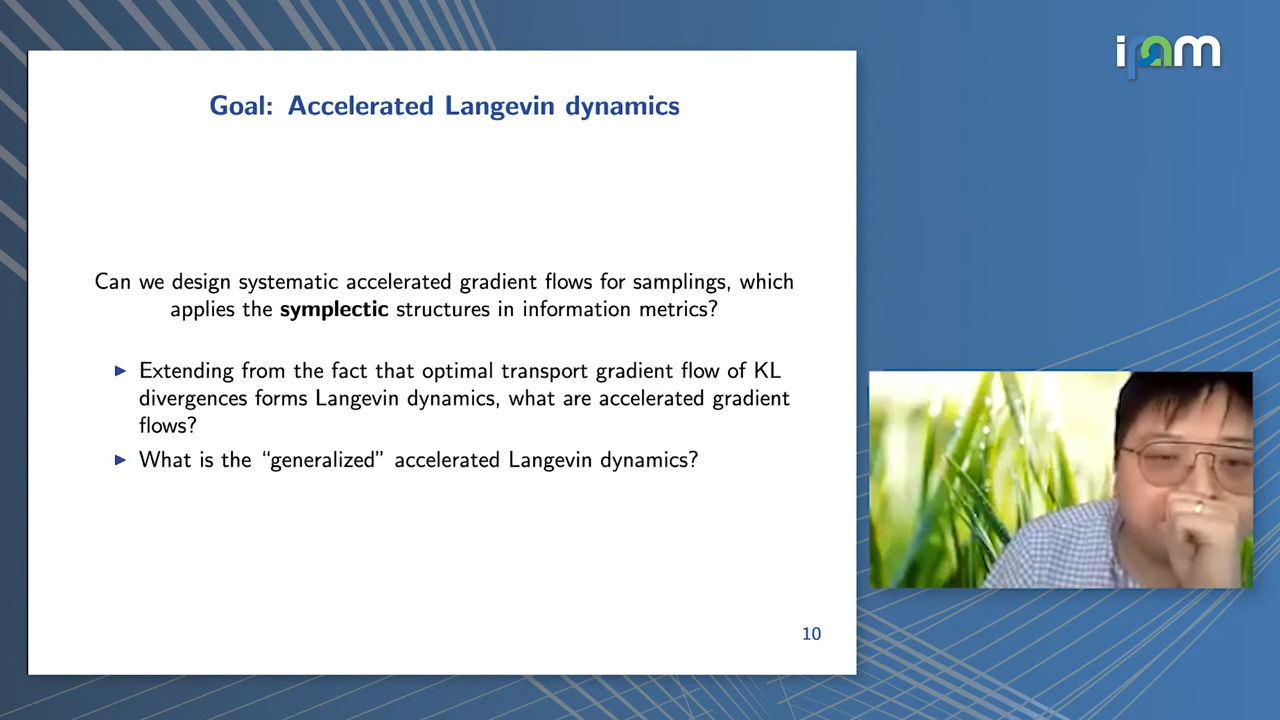 ipam
Goal: Accelerated Langevin dynamics
Can we design systematic accelerated gradient flows for samplings, which
applies the symplectic structures in information metrics?
▶ Extending from the fact that optimal transport gradient flow of KL
divergences forms Langevin dynamics, what are accelerated gradient
flows?
▶ What is the “generalized” accelerated Langevin dynamics?
10